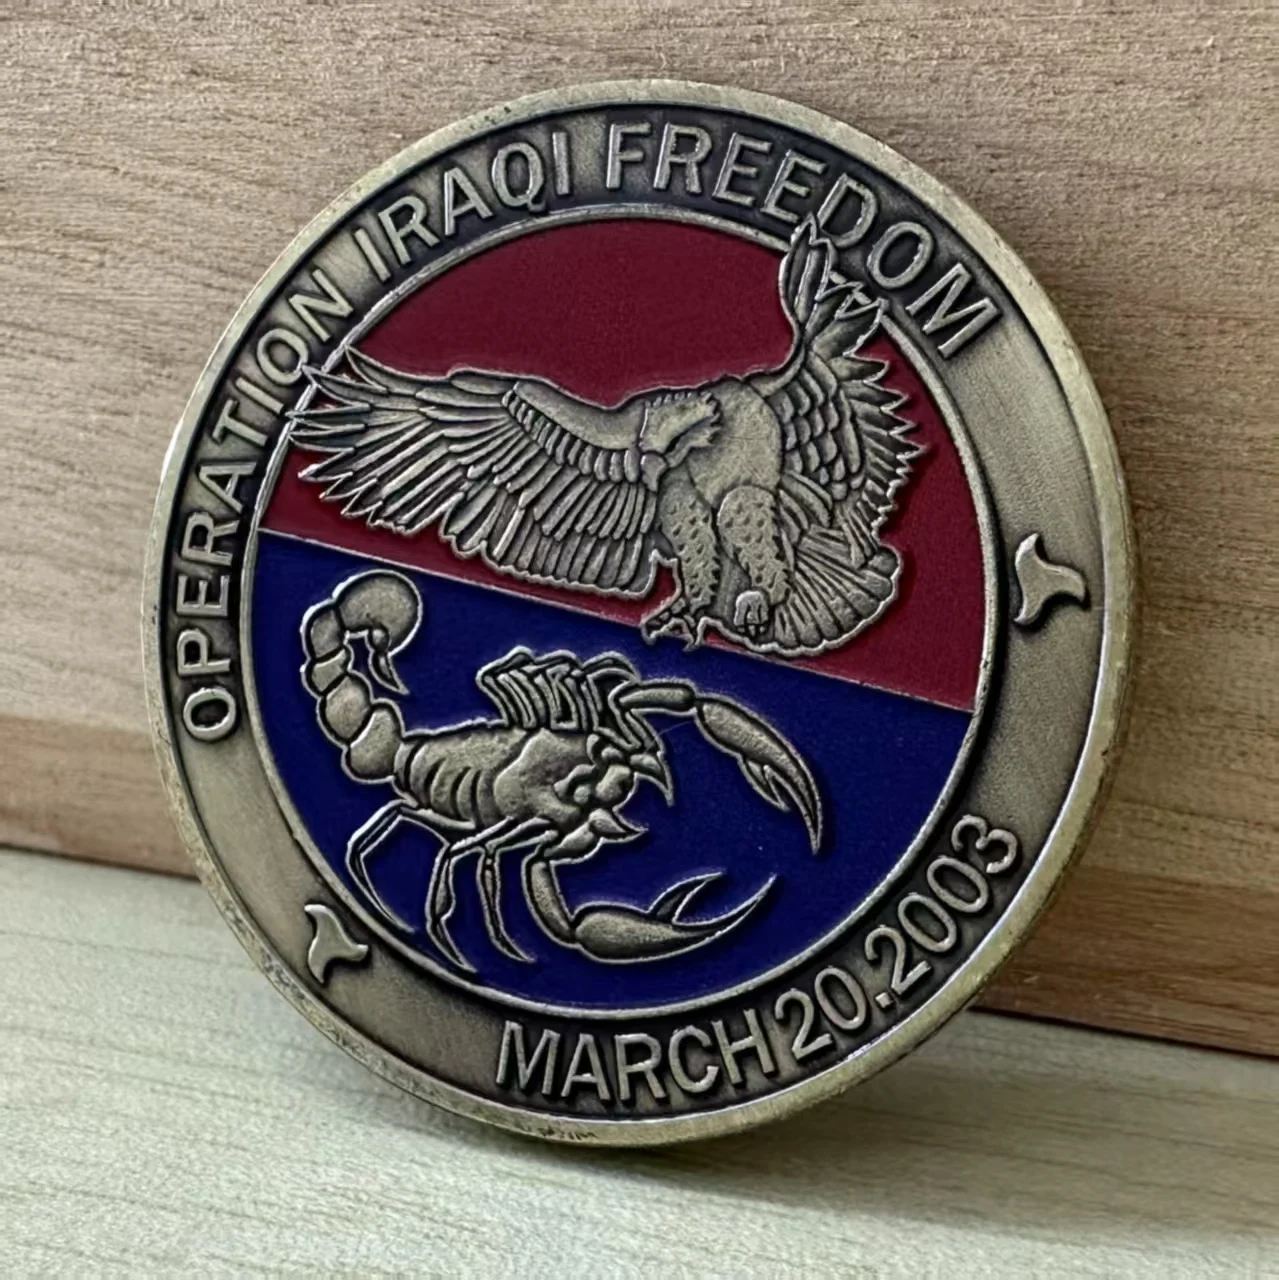 OPERATION IRAQI FREEDOM
MARCH 20.2003